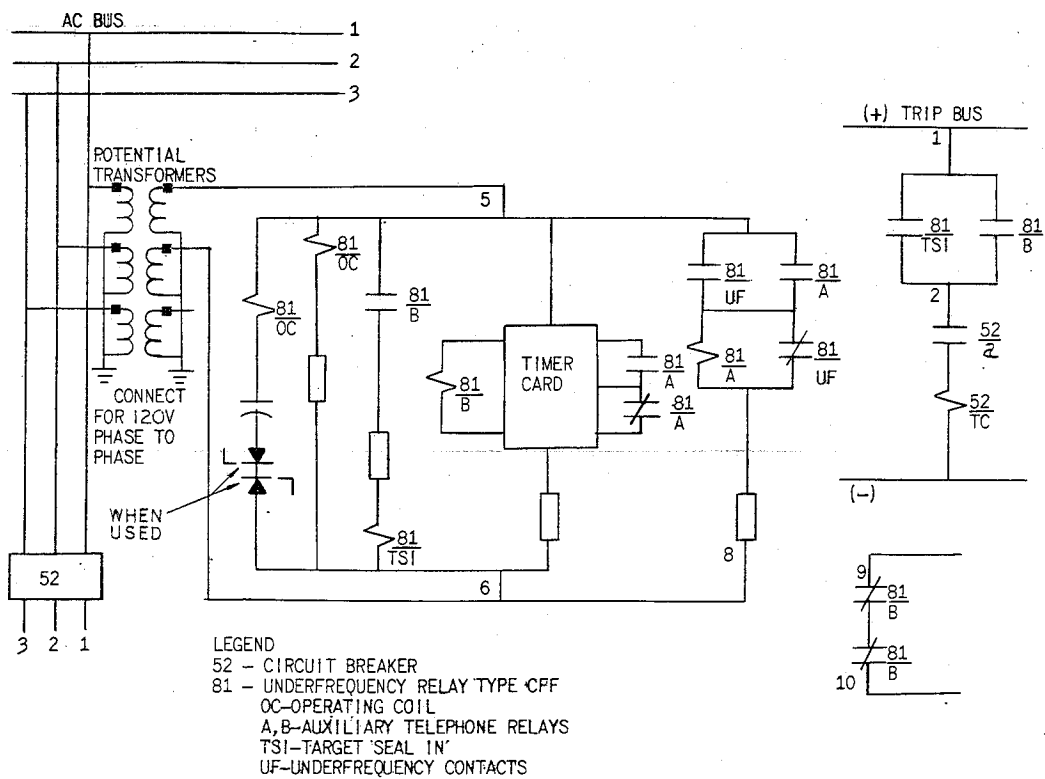 AC BUS
1
2
3
POTENTIAL
TRANSFORMERS
5
81
OC
81
OC
81
B
81
B
TIMER
CARD
81
A
81
A
81
UF
81
A
81
A
81
UF
CONNECT
FOR 120V
PHASE TO
PHASE
WHEN
USED
81
TSI
6
8
52
3 2 1
(+) TRIP BUS
1
81
TSI
81
B
2
52
a
52
TC
(-)
9
81
B
81
B
10
LEGEND
52 - CIRCUIT BREAKER
81 - UNDERFREQUENCY RELAY TYPE CFF
OC-OPERATING COIL
A,B-AUXILIARY TELEPHONE RELAYS
TSI-TARGET 'SEAL IN'
UF-UNDERFREQUENCY CONTACTS